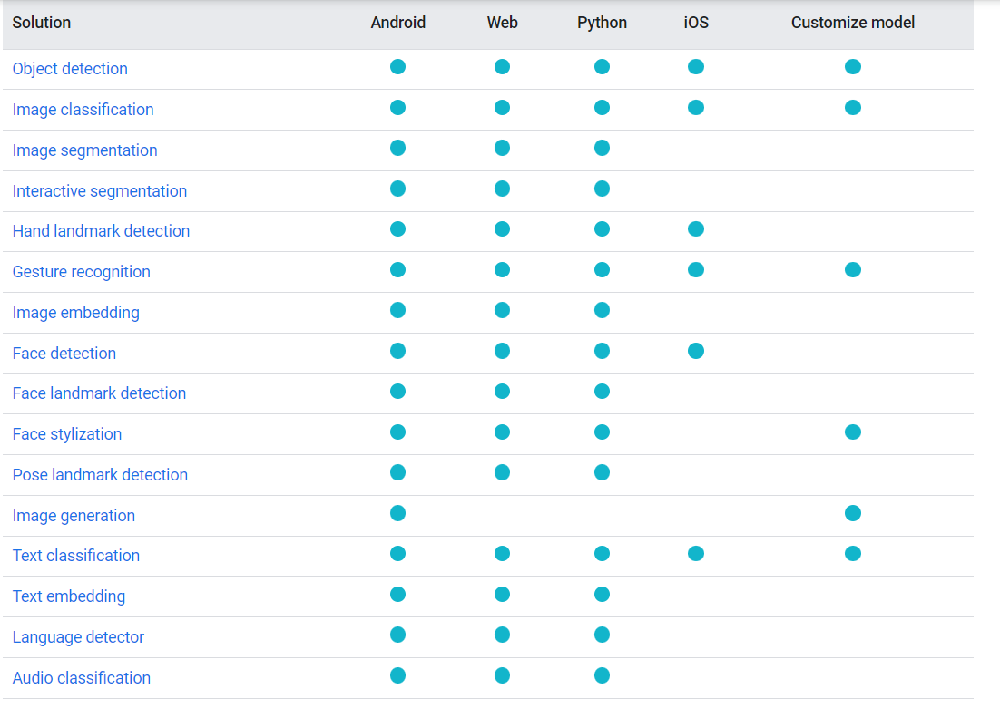 Solution Android Web Python iOS Customize model
Object detection
Image classification
Image segmentation
Interactive segmentation
Hand landmark detection
Gesture recognition
Image embedding
Face detection
Face landmark detection
Face stylization
Pose landmark detection
Image generation
Text classification
Text embedding
Language detector
Audio classification